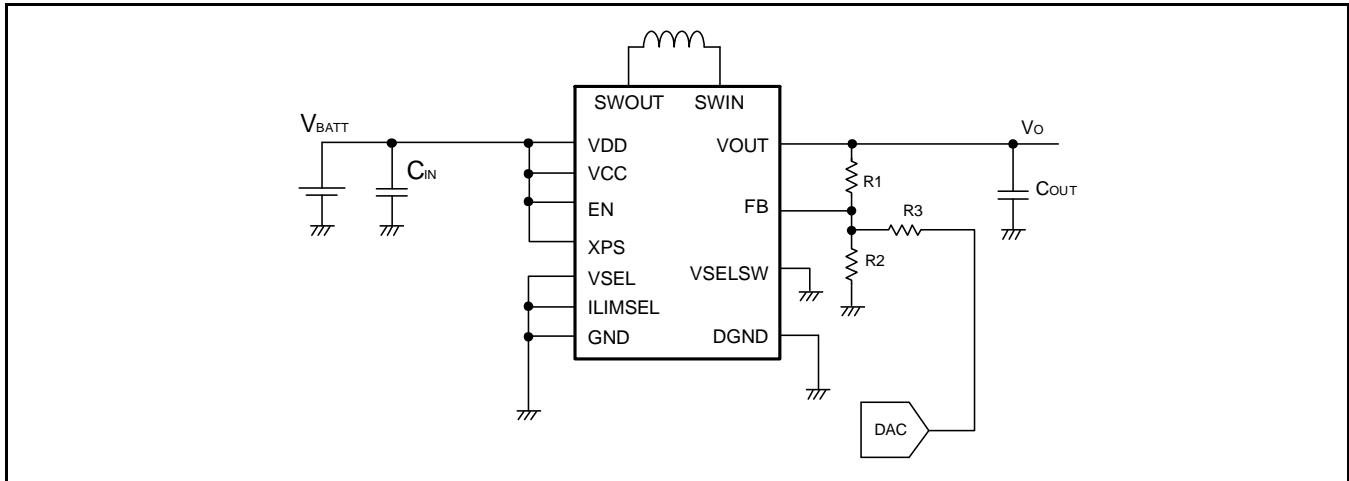 SWOUT SWIN
VBATT
CIN
VDD
VCC
EN
XPS
VSEL
ILIMSEL
GND
VOUT
FB
VSELSW
DGND
R1
R2
R3
VO
COUT
DAC